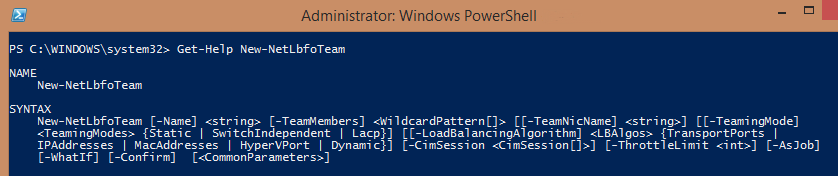 Administrator: Windows PowerShell
PS C:\WINDOWS\system32> Get-Help New-NetLbfoTeam
NAME
New-NetLbfoTeam
SYNTAX
New-NetLbfoTeam [-Name] <string> [-TeamMembers] <WildcardPattern[]> [[-TeamNicName] <string>] [[-TeamingMode]
<TeamingModes> {Static | SwitchIndependent | Lacp}] [[-LoadBalancingAlgorithm] <LBAlgos> {TransportPorts |
IPAddresses | MacAddresses | HyperVPort | Dynamic}] [-CimSession <CimSession[]>] [-ThrottleLimit <int>] [-AsJob]
[-WhatIf] [-Confirm]  [<CommonParameters>]